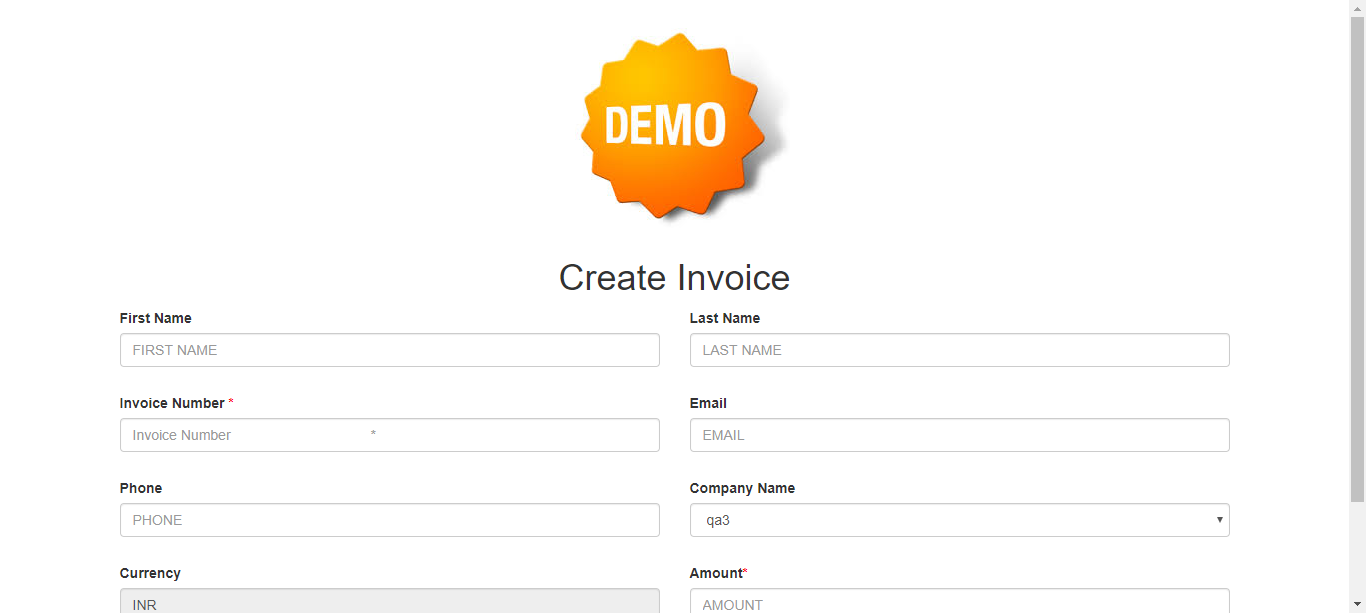 DEMO
Create Invoice
First Name
Last Name
FIRST NAME
LAST NAME
Invoice Number *
Email
Invoice Number *
EMAIL
Phone
Company Name
PHONE
qa3
Currency
Amount*
INR
AMOUNT